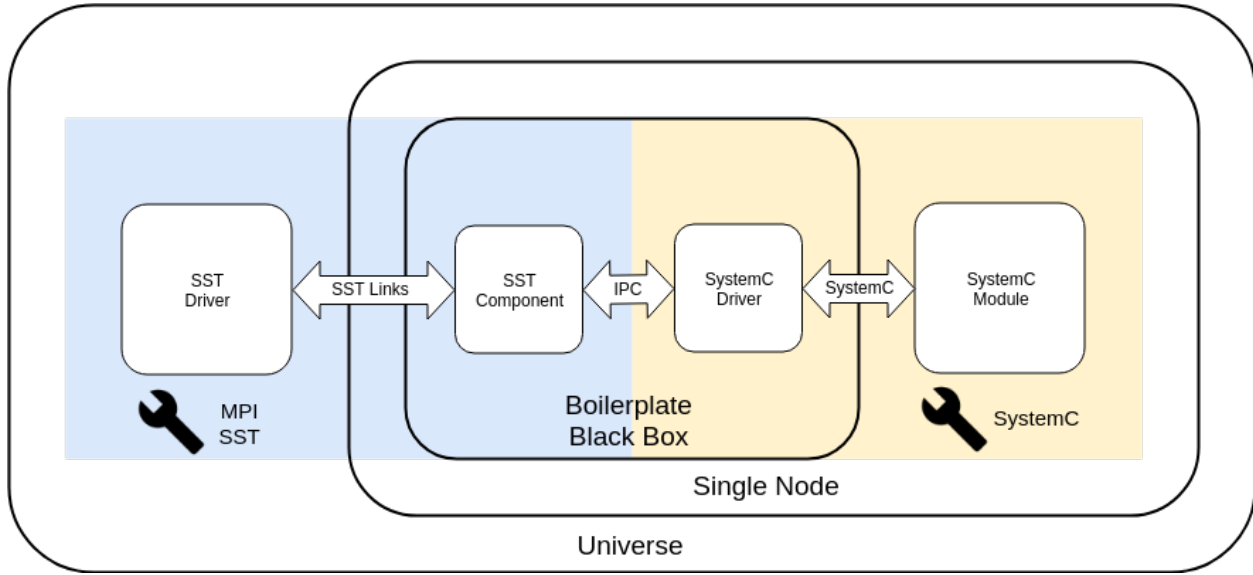 SST
Driver
SST Links
SST
Component
IPC
SystemC
Driver
SystemC
SystemC
Module
MPI
SST
Boilerplate
Black Box
SystemC
Single Node
Universe